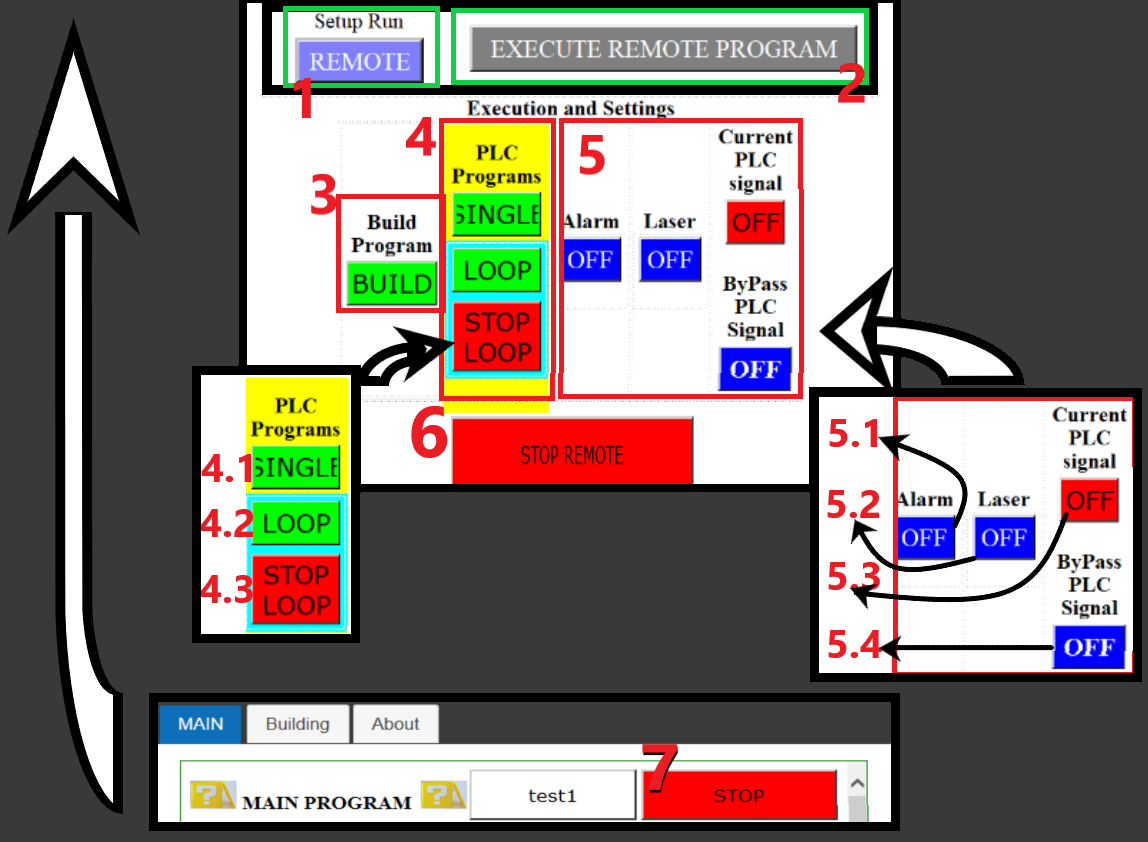 Setup Run
REMOTE
1
EXECUTE REMOTE PROGRAM
2
Execution and Settings
3
Build
Program
BUILD
4
PLC
Programs
SINGLE
LOOP
STOP
LOOP
5
Alarm
OFF
Laser
OFF
Current
PLC
signal
OFF
ByPass
PLC
Signal
OFF
6
STOP REMOTE
PLC
Programs
4.1 SINGLE
4.2 LOOP
4.3 STOP
LOOP
5.1
5.2
5.3
5.4
Alarm
OFF
Laser
OFF
Current
PLC
signal
OFF
ByPass
PLC
Signal
OFF
MAIN Building About
7
? MAIN PROGRAM ? test1 STOP